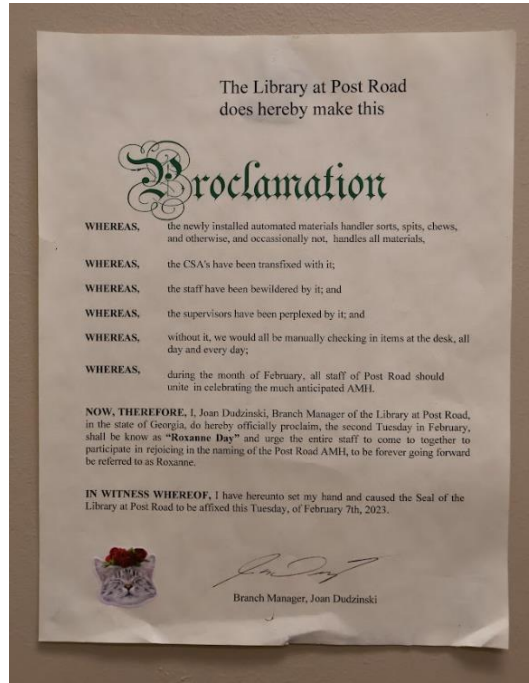 The Library at Post Road
does hereby make this
Proclamation
WHEREAS, the newly installed automated materials handler sorts, spits, chews,
and otherwise, and occassionally not, handles all materials,
WHEREAS, the CSA's have been transfixed with it;
WHEREAS, the staff have been bewildered by it; and
WHEREAS, the supervisors have been perplexed by it; and
WHEREAS, without it, we would all be manually checking in items at the desk, all
day and every day;
WHEREAS, during the month of February, all staff of Post Road should
unite in celebrating the much anticipated AMH.
NOW, THEREFORE, I, Joan Dudzinski, Branch Manager of the Library at Post Road,
in the state of Georgia, do hereby officially proclaim, the second Tuesday in February,
shall be know as “Roxanne Day” and urge the entire staff to come to together to
participate in rejoicing in the naming of the Post Road AMH, to be forever going forward
be referred to as Roxanne.
IN WITNESS WHEREOF, I have hereunto set my hand and caused the Seal of the
Library at Post Road to be affixed this Tuesday, of February 7th, 2023.
Branch Manager, Joan Dudzinski